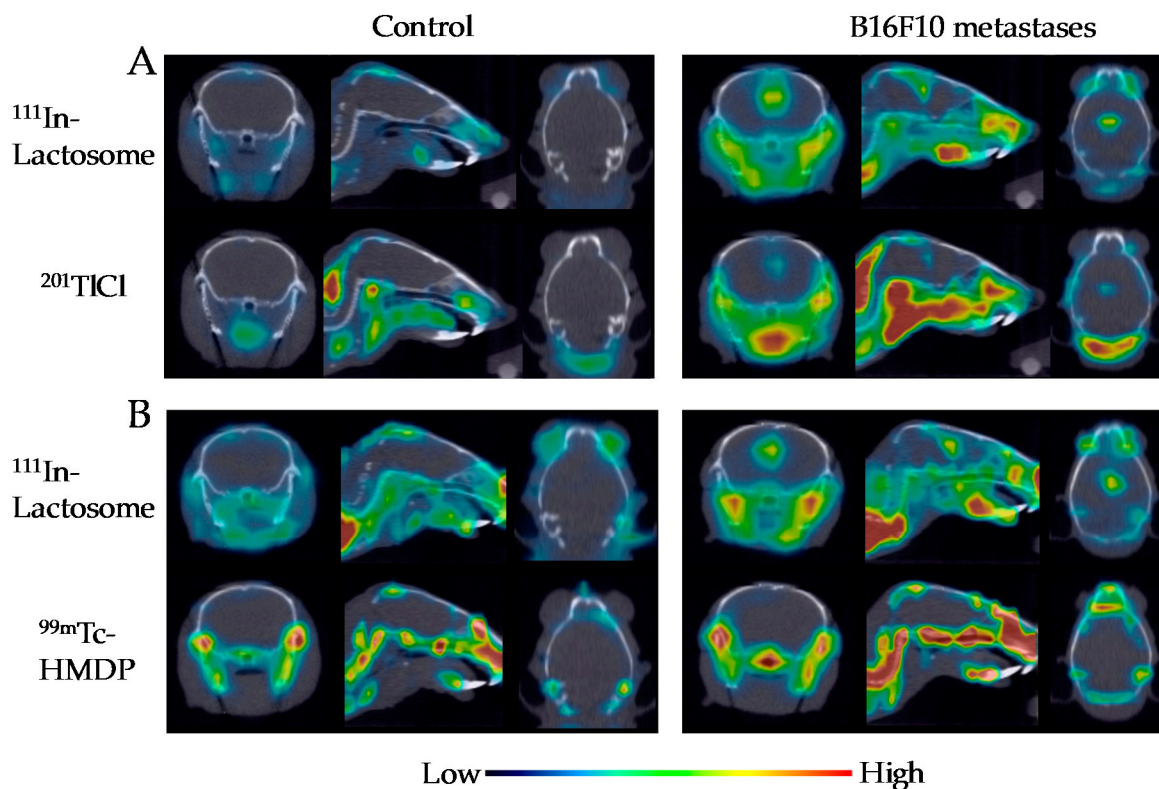 Control B16F10 metastases
A
¹¹¹In-
Lactosome
²⁰¹TlCl
B
¹¹¹In-
Lactosome
⁹⁹ᵐTc-
HMDP
Low High